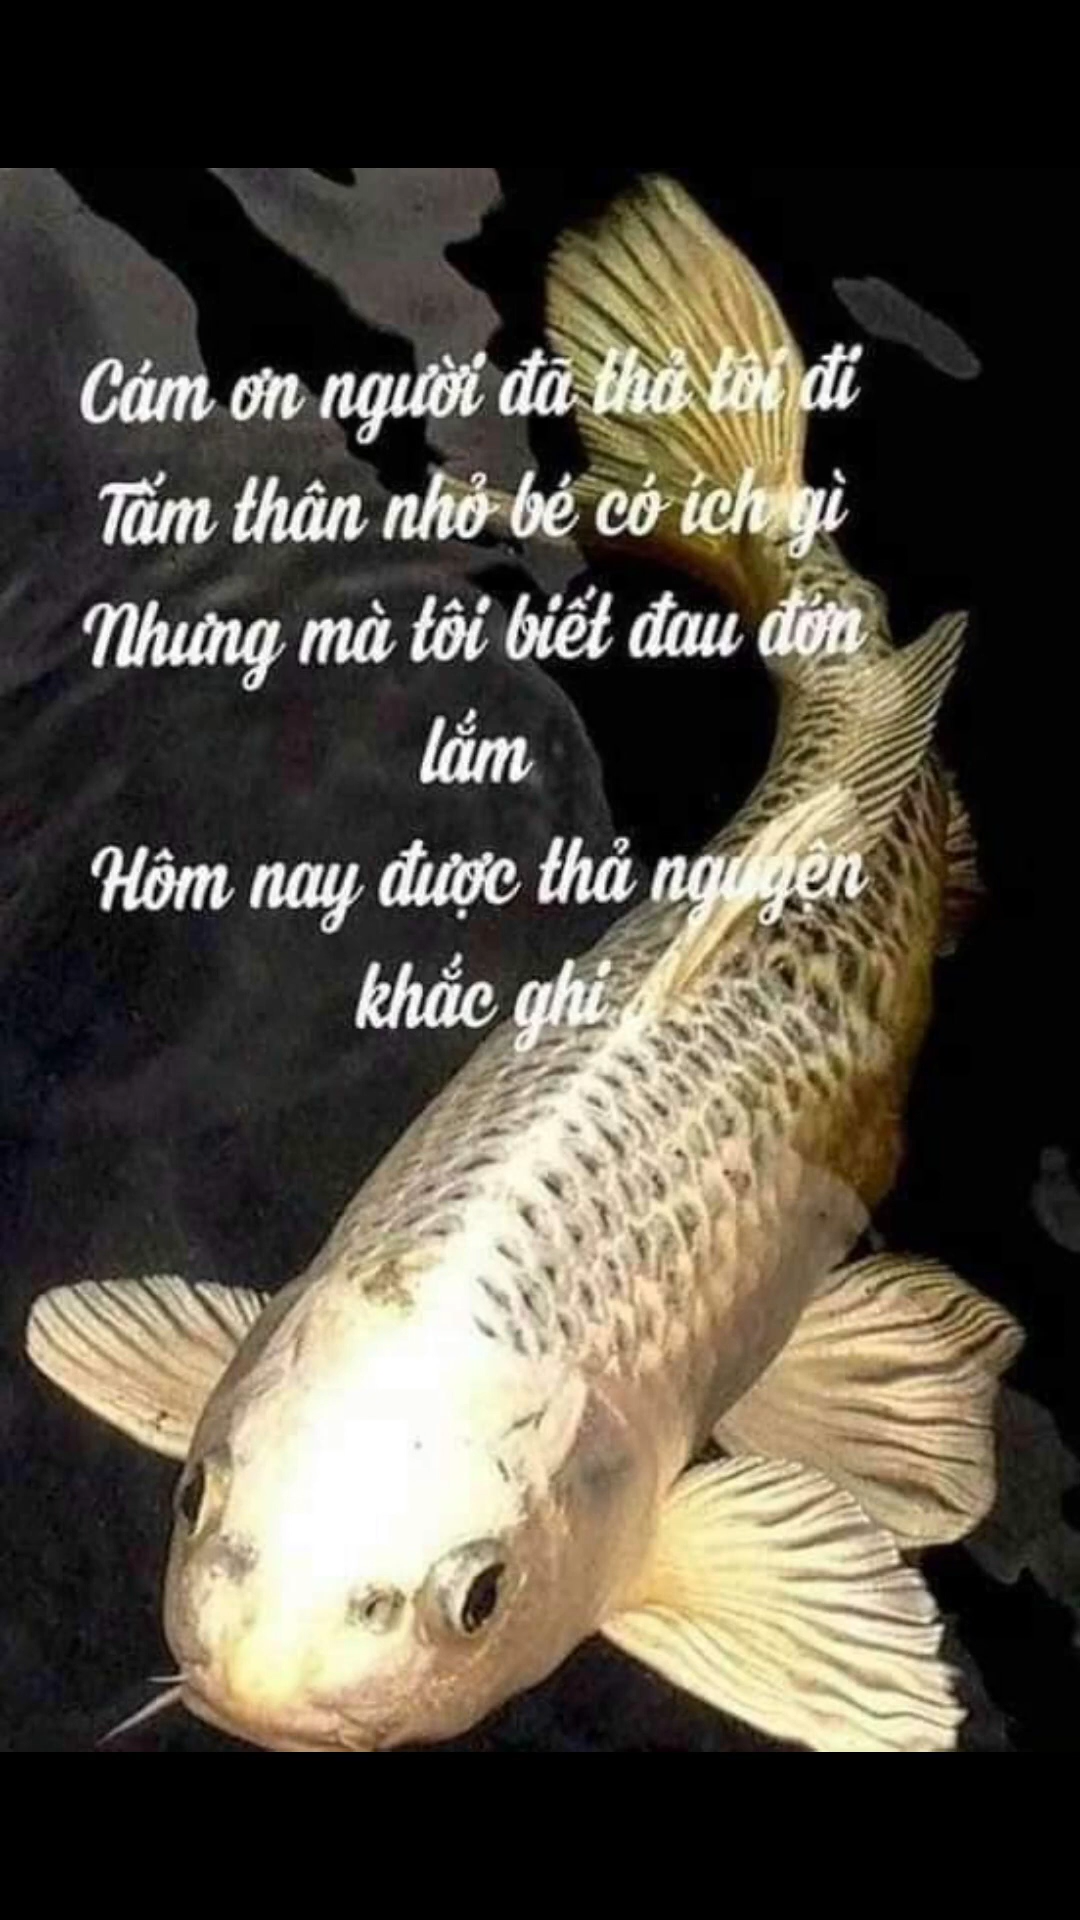 Cám ơn người đã thả tôi đi
Tấm thân nhỏ bé có ích gì
Nhưng mà tôi biết đau đớn
lắm
Hôm nay được thả nguyện
khắc ghi .